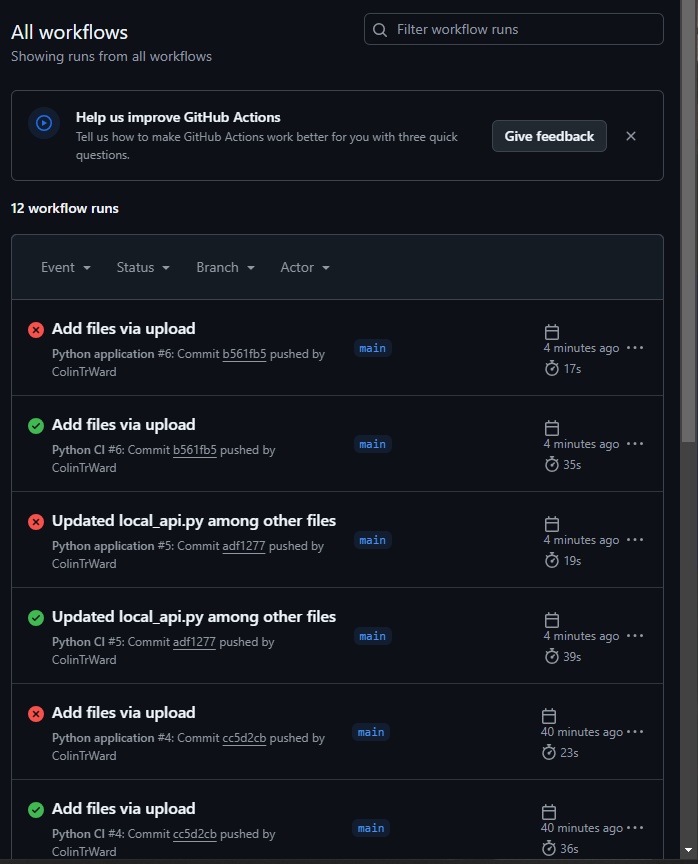 All workflows
Filter workflow runs
Showing runs from all workflows
Help us improve GitHub Actions
Tell us how to make GitHub Actions work better for you with three quick
questions.
Give feedback
12 workflow runs
Event Status Branch Actor
Add files via upload
Python application #6: Commit b561fb5 pushed by
ColinTrWard
main
4 minutes ago
17s
Add files via upload
Python CI #6: Commit b561fb5 pushed by
ColinTrWard
main
4 minutes ago
35s
Updated local_api.py among other files
Python application #5: Commit adf1277 pushed by
ColinTrWard
main
4 minutes ago
19s
Updated local_api.py among other files
Python CI #5: Commit adf1277 pushed by
ColinTrWard
main
4 minutes ago
39s
Add files via upload
Python application #4: Commit cc5d2cb pushed by
ColinTrWard
main
40 minutes ago
23s
Add files via upload
Python CI #4: Commit cc5d2cb pushed by
ColinTrWard
main
40 minutes ago
36s